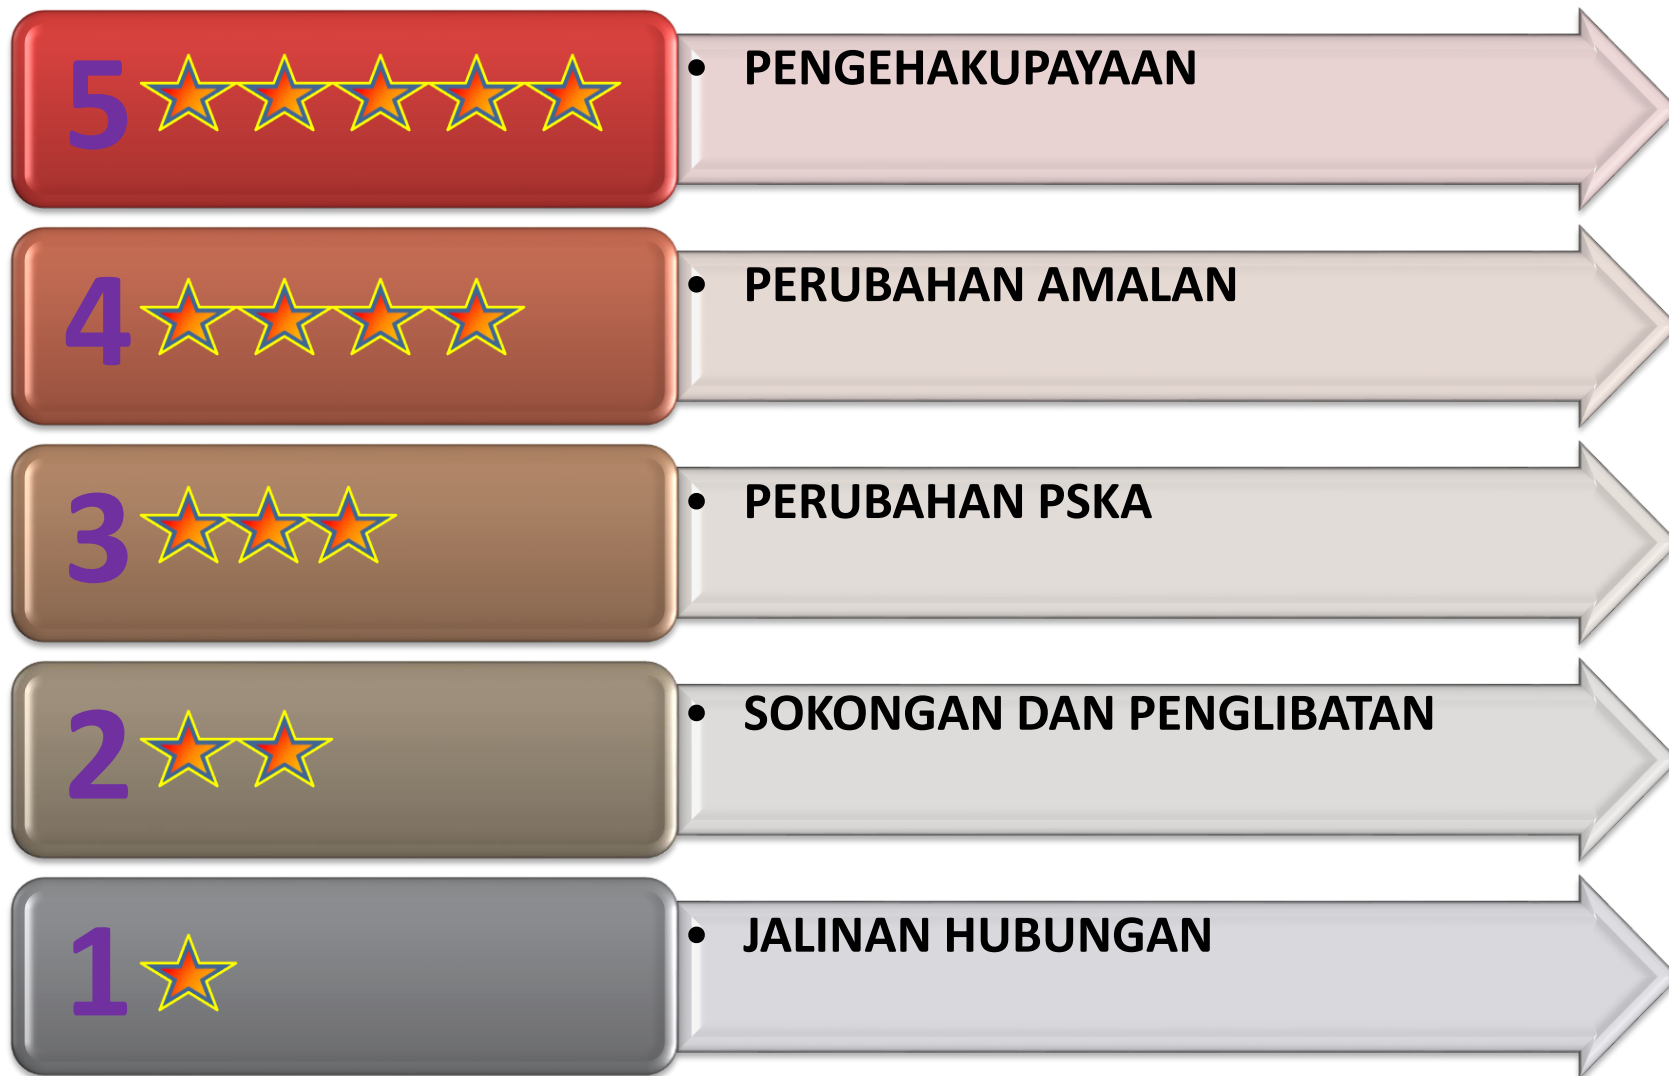 5
• PENGEHAKUPAYAAN
4
• PERUBAHAN AMALAN
3
• PERUBAHAN PSKA
2
• SOKONGAN DAN PENGLIBATAN
1
• JALINAN HUBUNGAN